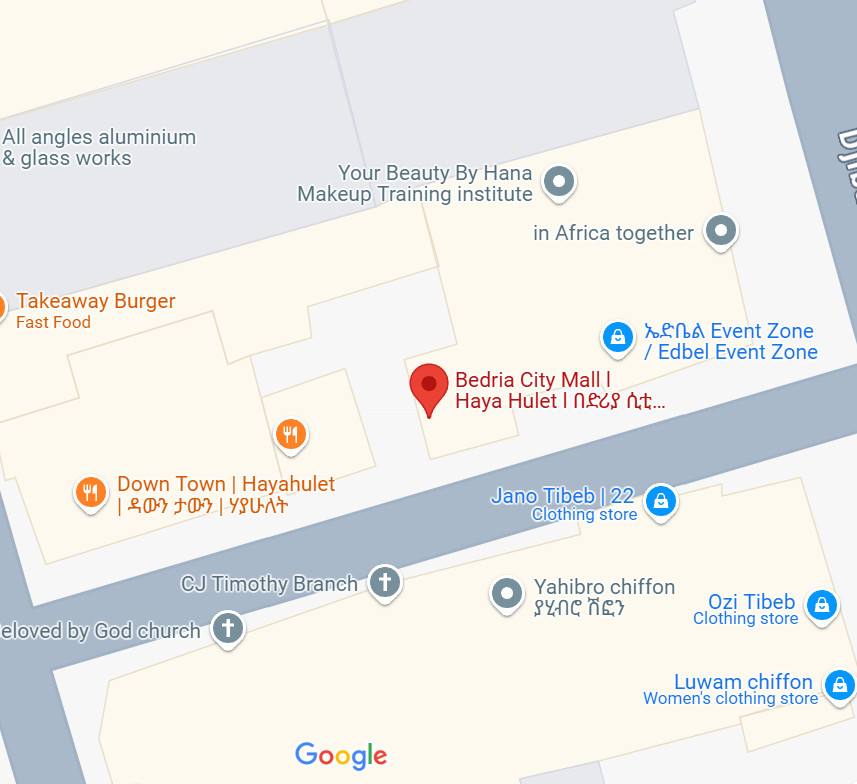 All angles aluminium
& glass works
Your Beauty By Hana
Makeup Training institute
in Africa together
Takeaway Burger
Fast Food
ኤድቤል Event Zone
/ Edbel Event Zone
Bedria City Mall |
Haya Hulet | በድሪያ ሲቲ...
Down Town | Hayahulet
| ዳውን ታውን | ሃያሁለት
Jano Tibeb | 22
Clothing store
CJ Timothy Branch
Yahibro chiffon
ያሂብሮ ሽፎን
Ozi Tibeb
Clothing store
eloved by God church
Luwam chiffon
Women's clothing store
Google